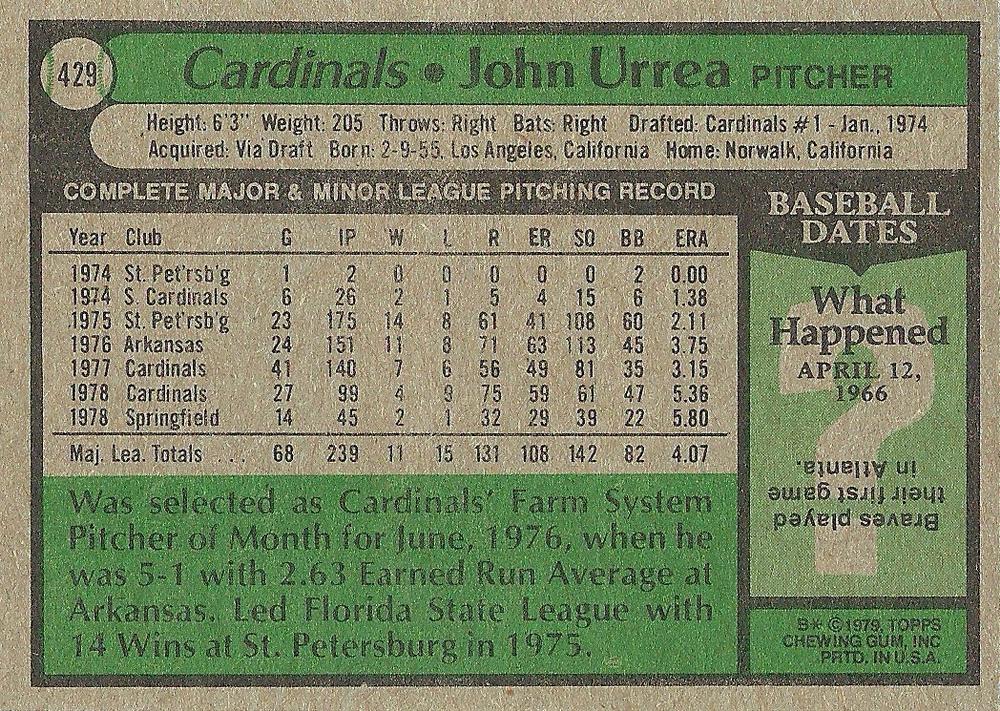 429
Cardinals • John Urrea PITCHER
Height: 6'3" Weight: 205 Throws: Right Bats: Right Drafted: Cardinals #1 - Jan., 1974
Acquired: Via Draft Born: 2-9-55, Los Angeles, California Home: Norwalk, California
COMPLETE MAJOR & MINOR LEAGUE PITCHING RECORD
Year Club G IP W L R ER SO BB ERA
1974 St. Pet'rsb'g 1 2 0 0 0 0 0 2 0.00
1974 S. Cardinals 6 26 2 1 5 4 15 6 1.38
1975 St. Pet'rsb'g 23 175 14 8 61 41 108 60 2.11
1976 Arkansas 24 151 11 8 71 63 113 45 3.75
1977 Cardinals 41 140 7 6 56 49 81 35 3.15
1978 Cardinals 27 99 4 9 75 59 61 47 5.36
1978 Springfield 14 45 2 1 32 29 39 22 5.80
Maj. Lea. Totals ... 68 239 11 15 131 108 142 82 4.07
Was selected as Cardinals' Farm System
Pitcher of Month for June, 1976, when he
was 5-1 with 2.63 Earned Run Average at
Arkansas. Led Florida State League with
14 Wins at St. Petersburg in 1975.
BASEBALL
DATES
What
Happened
APRIL 12,
1966
?
Braves played
their first game
in Atlanta.
B* ©1979, TOPPS
CHEWING GUM, INC
PRTD. IN U.S.A.